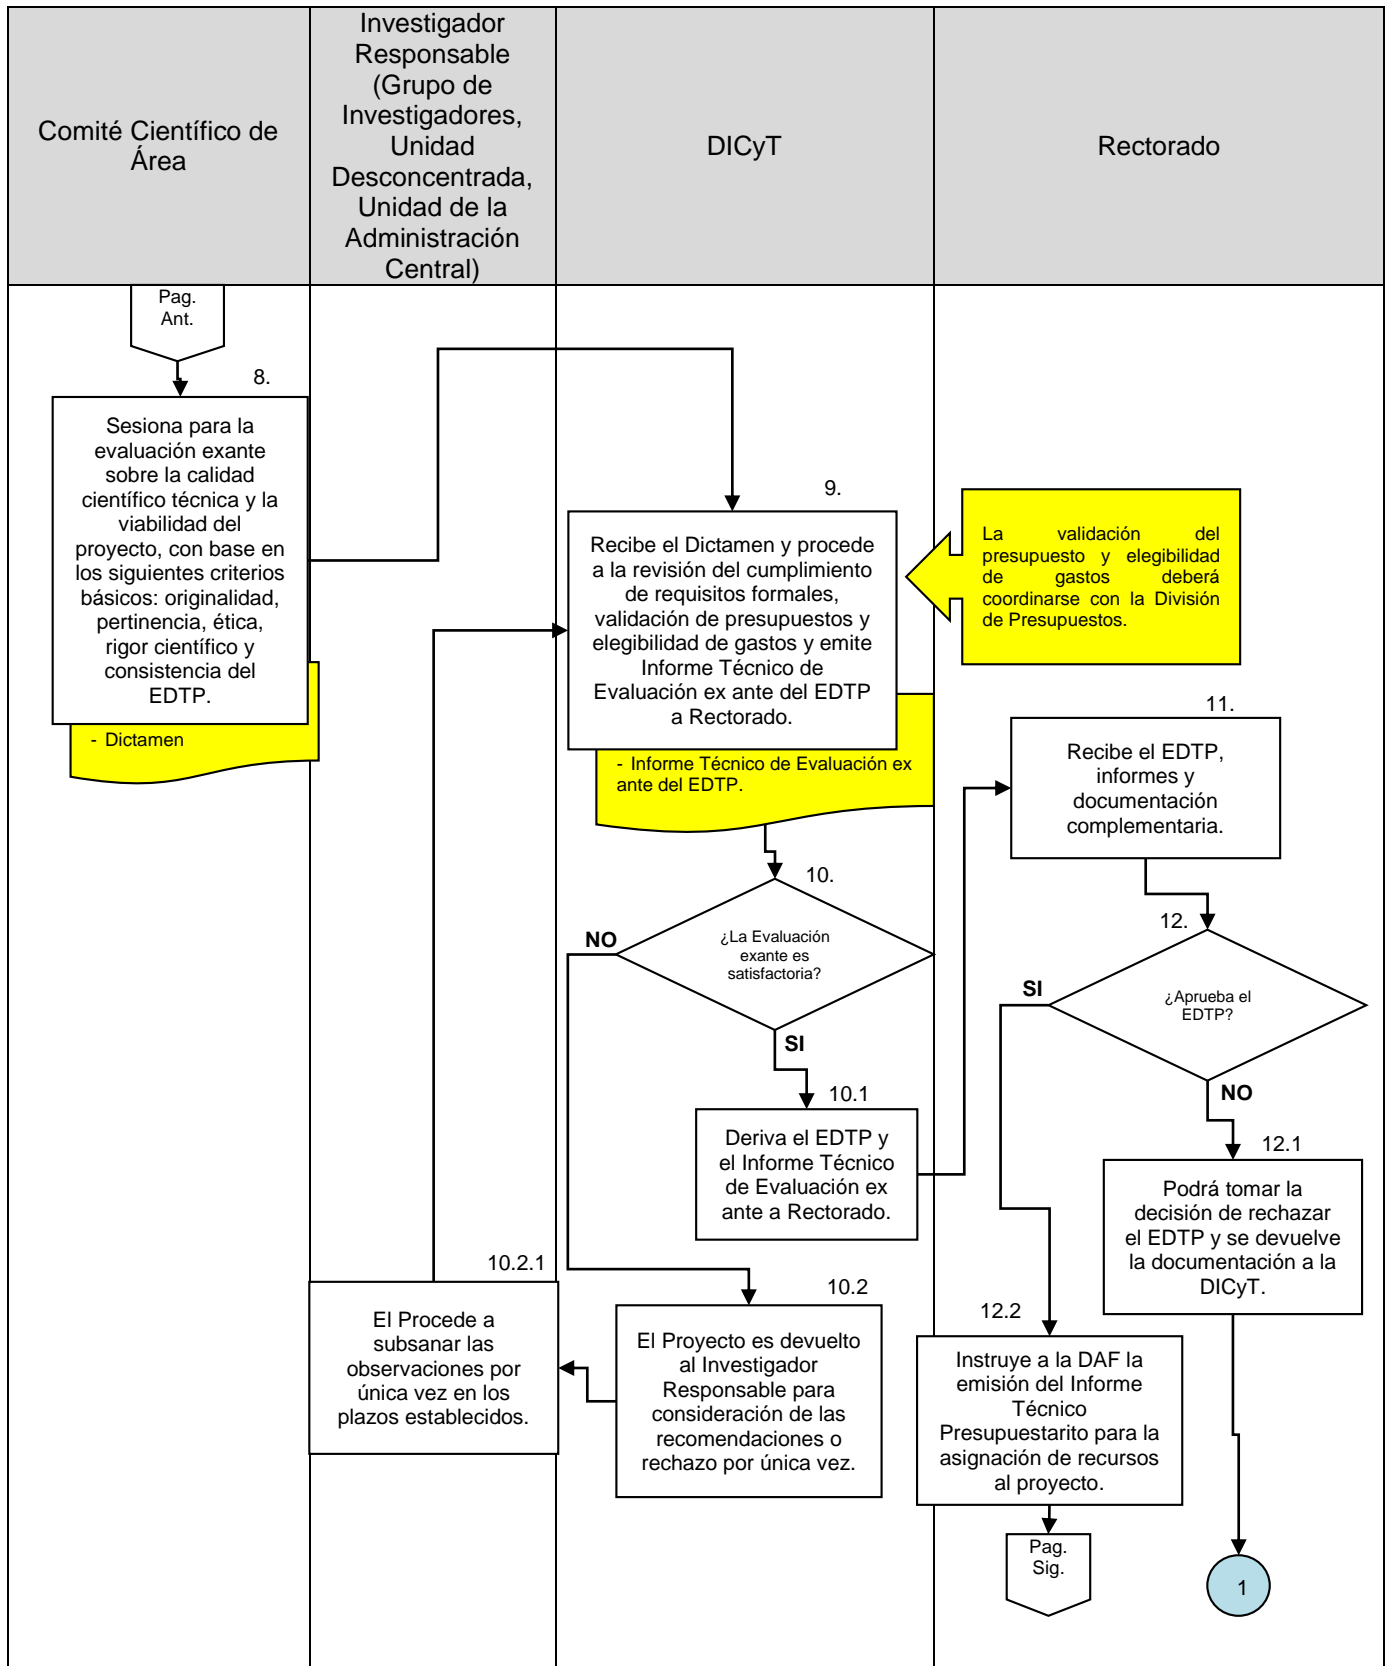 Comité Científico de
Área
Investigador
Responsable
(Grupo de
Investigadores,
Unidad
Desconcentrada,
Unidad de la
Administración
Central)
DICyT
Rectorado
Pag.
Ant.
8.
Sesiona para la
evaluación exante
sobre la calidad
científico técnica y la
viabilidad del
proyecto, con base en
los siguientes criterios
básicos: originalidad,
pertinencia, ética,
rigor científico y
consistencia del
EDTP.
- Dictamen
9.
Recibe el Dictamen y procede
a la revisión del cumplimiento
de requisitos formales,
validación de presupuestos y
elegibilidad de gastos y emite
Informe Técnico de
Evaluación ex ante del EDTP
a Rectorado.
- Informe Técnico de Evaluación ex
ante del EDTP.
La validación del
presupuesto y elegibilidad
de gastos deberá
coordinarse con la División
de Presupuestos.
10.
¿La Evaluación
exante es
satisfactoria?
NO
SI
10.1
Deriva el EDTP y
el Informe Técnico
de Evaluación ex
ante a Rectorado.
10.2
El Proyecto es devuelto
al Investigador
Responsable para
consideración de las
recomendaciones o
rechazo por única vez.
10.2.1
El Procede a
subsanar las
observaciones por
única vez en los
plazos establecidos.
11.
Recibe el EDTP,
informes y
documentación
complementaria.
12.
¿Aprueba el
EDTP?
SI
NO
12.1
Podrá tomar la
decisión de rechazar
el EDTP y se devuelve
la documentación a la
DICyT.
12.2
Instruye a la DAF la
emisión del Informe
Técnico
Presupuestarito para la
asignación de recursos
al proyecto.
Pag.
Sig.
1